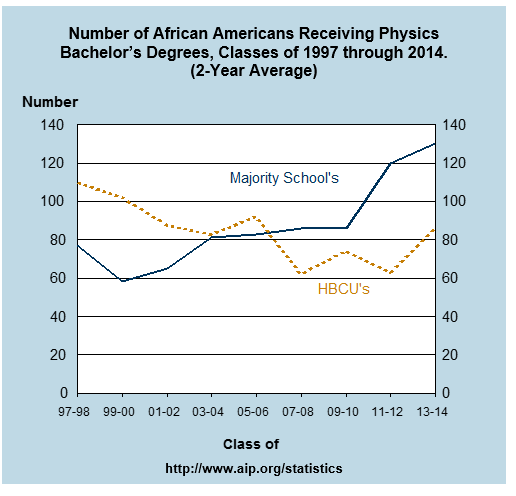 Number of African Americans Receiving Physics
Bachelor's Degrees, Classes of 1997 through 2014.
(2-Year Average)
Number
140 140
120 120
Majority School's
100 100
80 80
60 60
HBCU's
40 40
20 20
0 0
97-98 99-00 01-02 03-04 05-06 07-08 09-10 11-12 13-14
Class of
http://www.aip.org/statistics